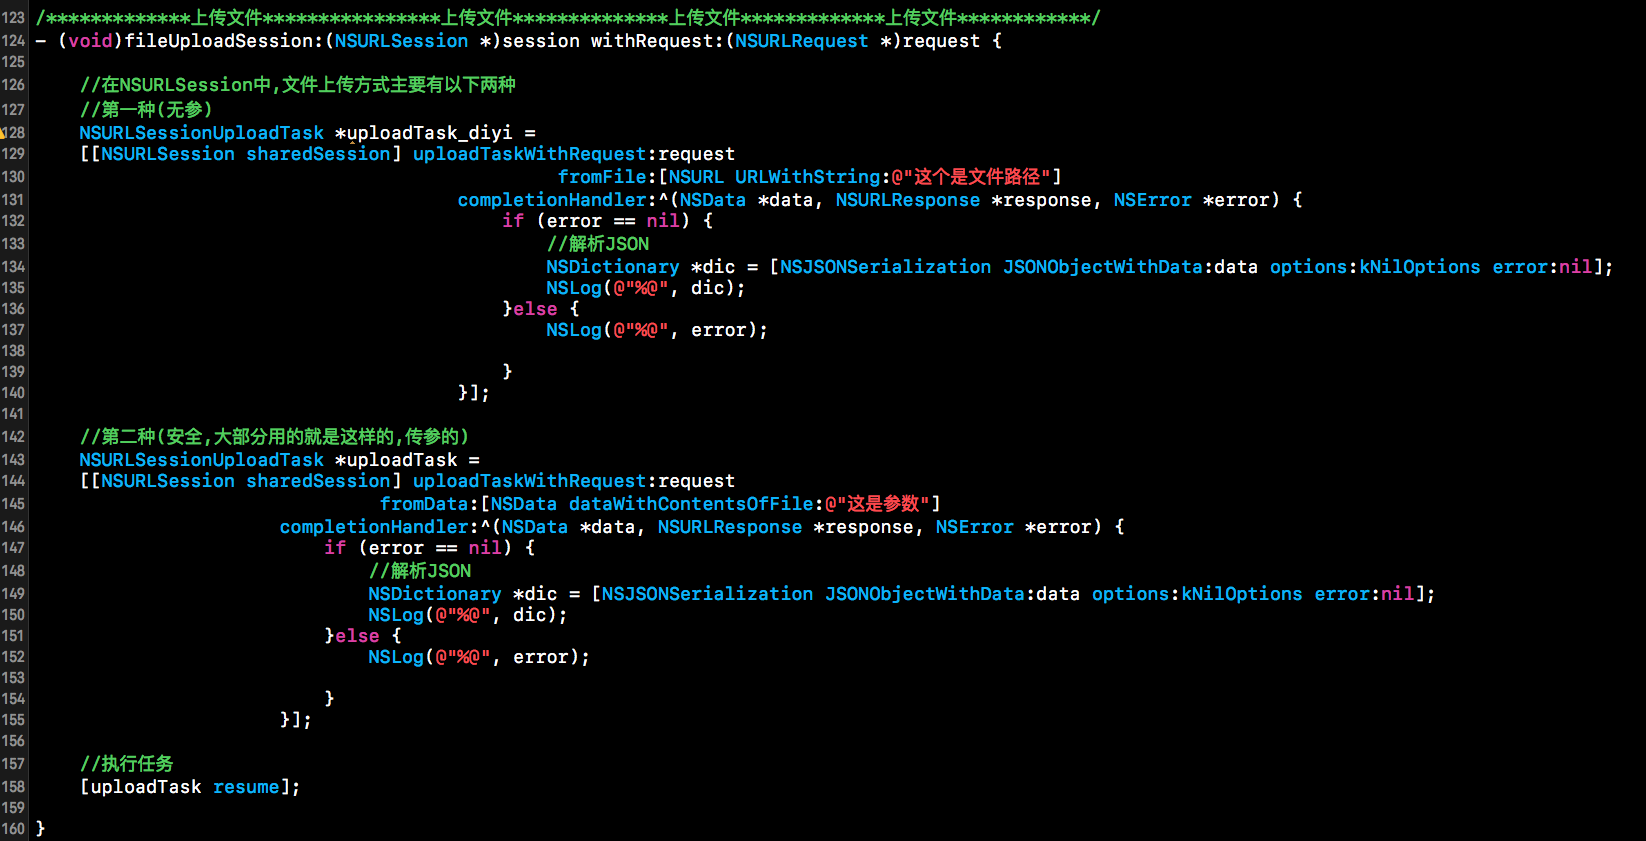 123 /*************上传文件****************上传文件**************上传文件*************上传文件************/
124 - (void)fileUploadSession:(NSURLSession *)session withRequest:(NSURLRequest *)request {
125
126 //在NSURLSession中,文件上传方式主要有以下两种
127 //第一种(无参)
128 NSURLSessionUploadTask *uploadTask_diyi =
129 [[NSURLSession sharedSession] uploadTaskWithRequest:request
130 fromFile:[NSURL URLWithString:@"这个是文件路径"]
131 completionHandler:^(NSData *data, NSURLResponse *response, NSError *error) {
132 if (error == nil) {
133 //解析JSON
134 NSDictionary *dic = [NSJSONSerialization JSONObjectWithData:data options:kNilOptions error:nil];
135 NSLog(@"%@", dic);
136 }else {
137 NSLog(@"%@", error);
138
139 }
140 }];
141
142 //第二种(安全,大部分用的就是这样的,传参的)
143 NSURLSessionUploadTask *uploadTask =
144 [[NSURLSession sharedSession] uploadTaskWithRequest:request
145 fromData:[NSData dataWithContentsOfFile:@"这是参数"]
146 completionHandler:^(NSData *data, NSURLResponse *response, NSError *error) {
147 if (error == nil) {
148 //解析JSON
149 NSDictionary *dic = [NSJSONSerialization JSONObjectWithData:data options:kNilOptions error:nil];
150 NSLog(@"%@", dic);
151 }else {
152 NSLog(@"%@", error);
153
154 }
155 }];
156
157 //执行任务
158 [uploadTask resume];
159
160 }